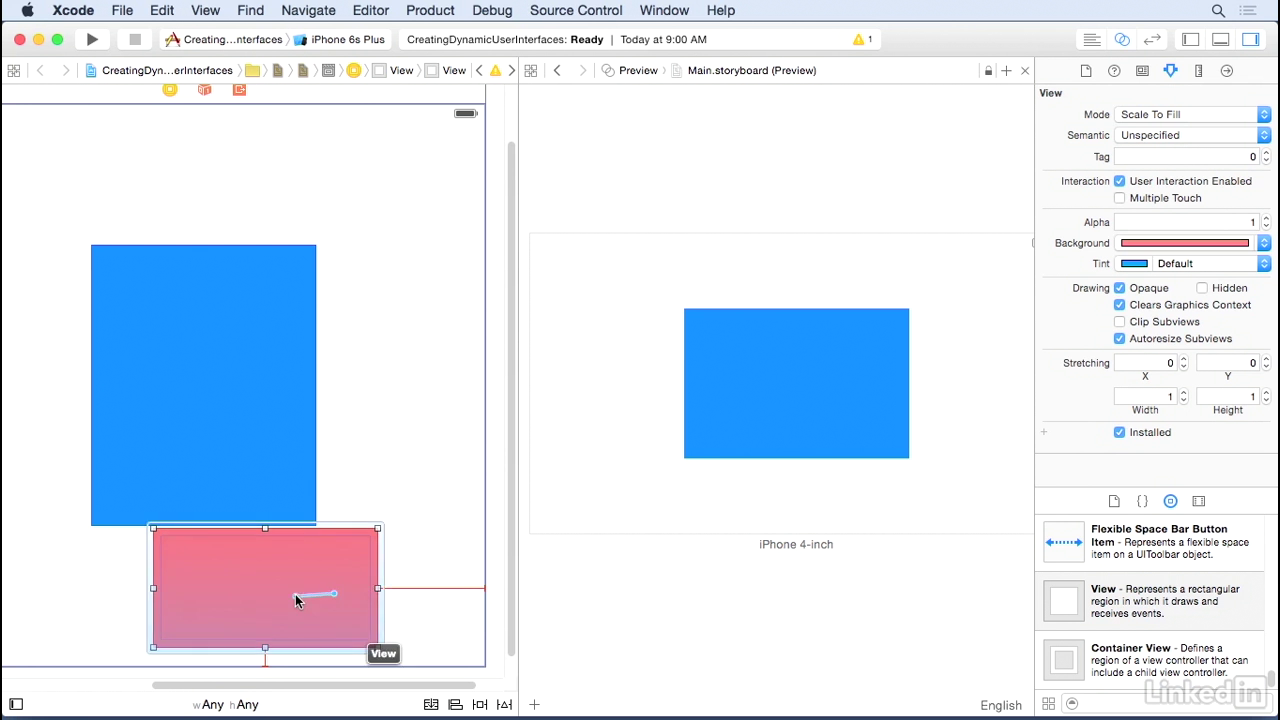 Xcode File Edit View Find Navigate Editor Product Debug Source Control Window Help
Creating...nterfaces iPhone 6s Plus CreatingDynamicUserInterfaces: Ready Today at 9:00 AM 1
CreatingDyn...erInterfaces View View Preview Main.storyboard (Preview)
View
Mode Scale To Fill
Semantic Unspecified
Tag 0
Interaction User Interaction Enabled
Multiple Touch
Alpha 1
Background
Tint Default
Drawing Opaque Hidden
Clears Graphics Context
Clip Subviews
Autoresize Subviews
Stretching 0 0
X Y
1 1
Width Height
Installed
iPhone 4-inch
Flexible Space Bar Button
Item - Represents a flexible space
item on a UIToolbar object.
View - Represents a rectangular
region in which it draws and
receives events.
Container View - Defines a
region of a view controller that can
include a child view controller.
View
wAny hAny
English
Linkedin